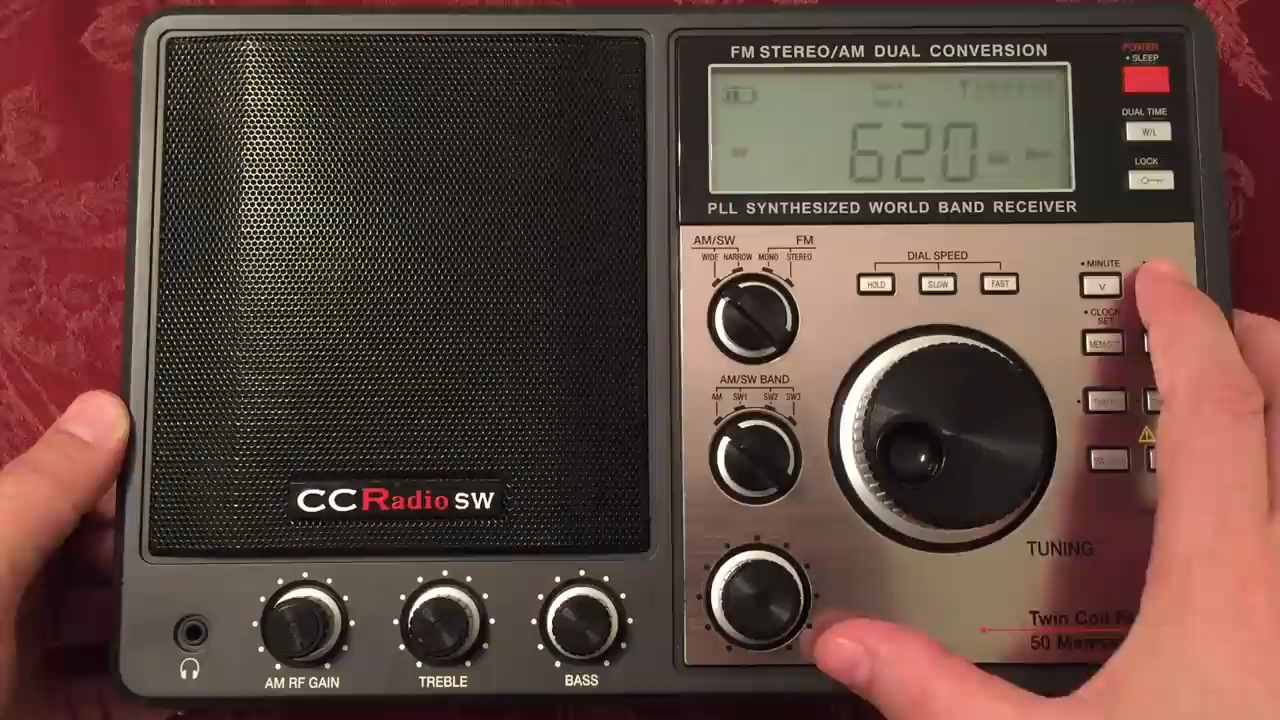 FM STEREO/AM DUAL CONVERSION
POWER
• SLEEP
DUAL TIME
W/L
LOCK
620
PLL SYNTHESIZED WORLD BAND RECEIVER
AM/SW FM
WIDE NARROW MONO STEREO
DIAL SPEED
HOLD SLOW FAST
• MINUTE
V
• CLOCK
SET
AM/SW BAND
AM SW1 SW2 SW3
CCRadio SW
TUNING
Twin Coil
50
AM RF GAIN
TREBLE
BASS